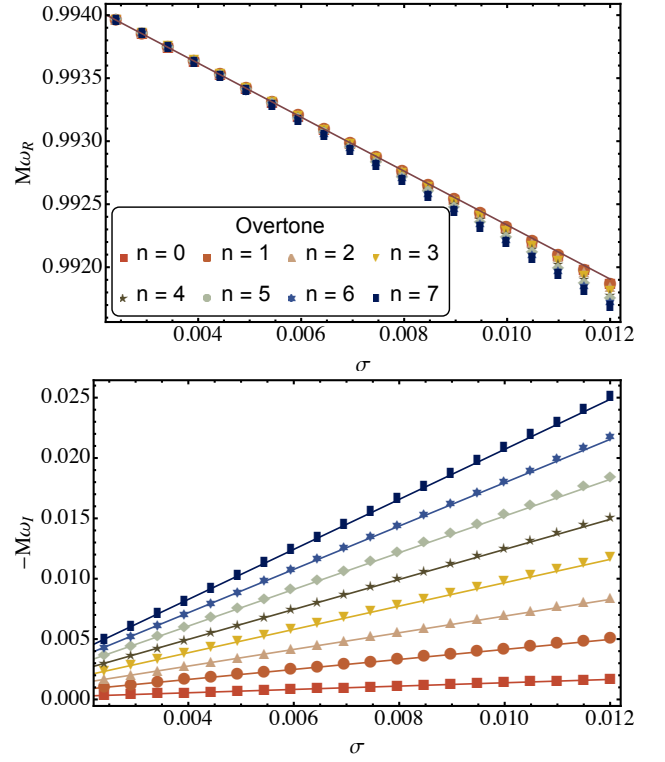 0.9940
0.9935
0.9930
0.9925
0.9920
MωR
Overtone
n = 0 n = 1 n = 2 n = 3
n = 4 n = 5 n = 6 n = 7
0.004 0.006 0.008 0.010 0.012
σ
0.025
0.020
0.015
0.010
0.005
0.000
-MωI
0.004 0.006 0.008 0.010 0.012
σ